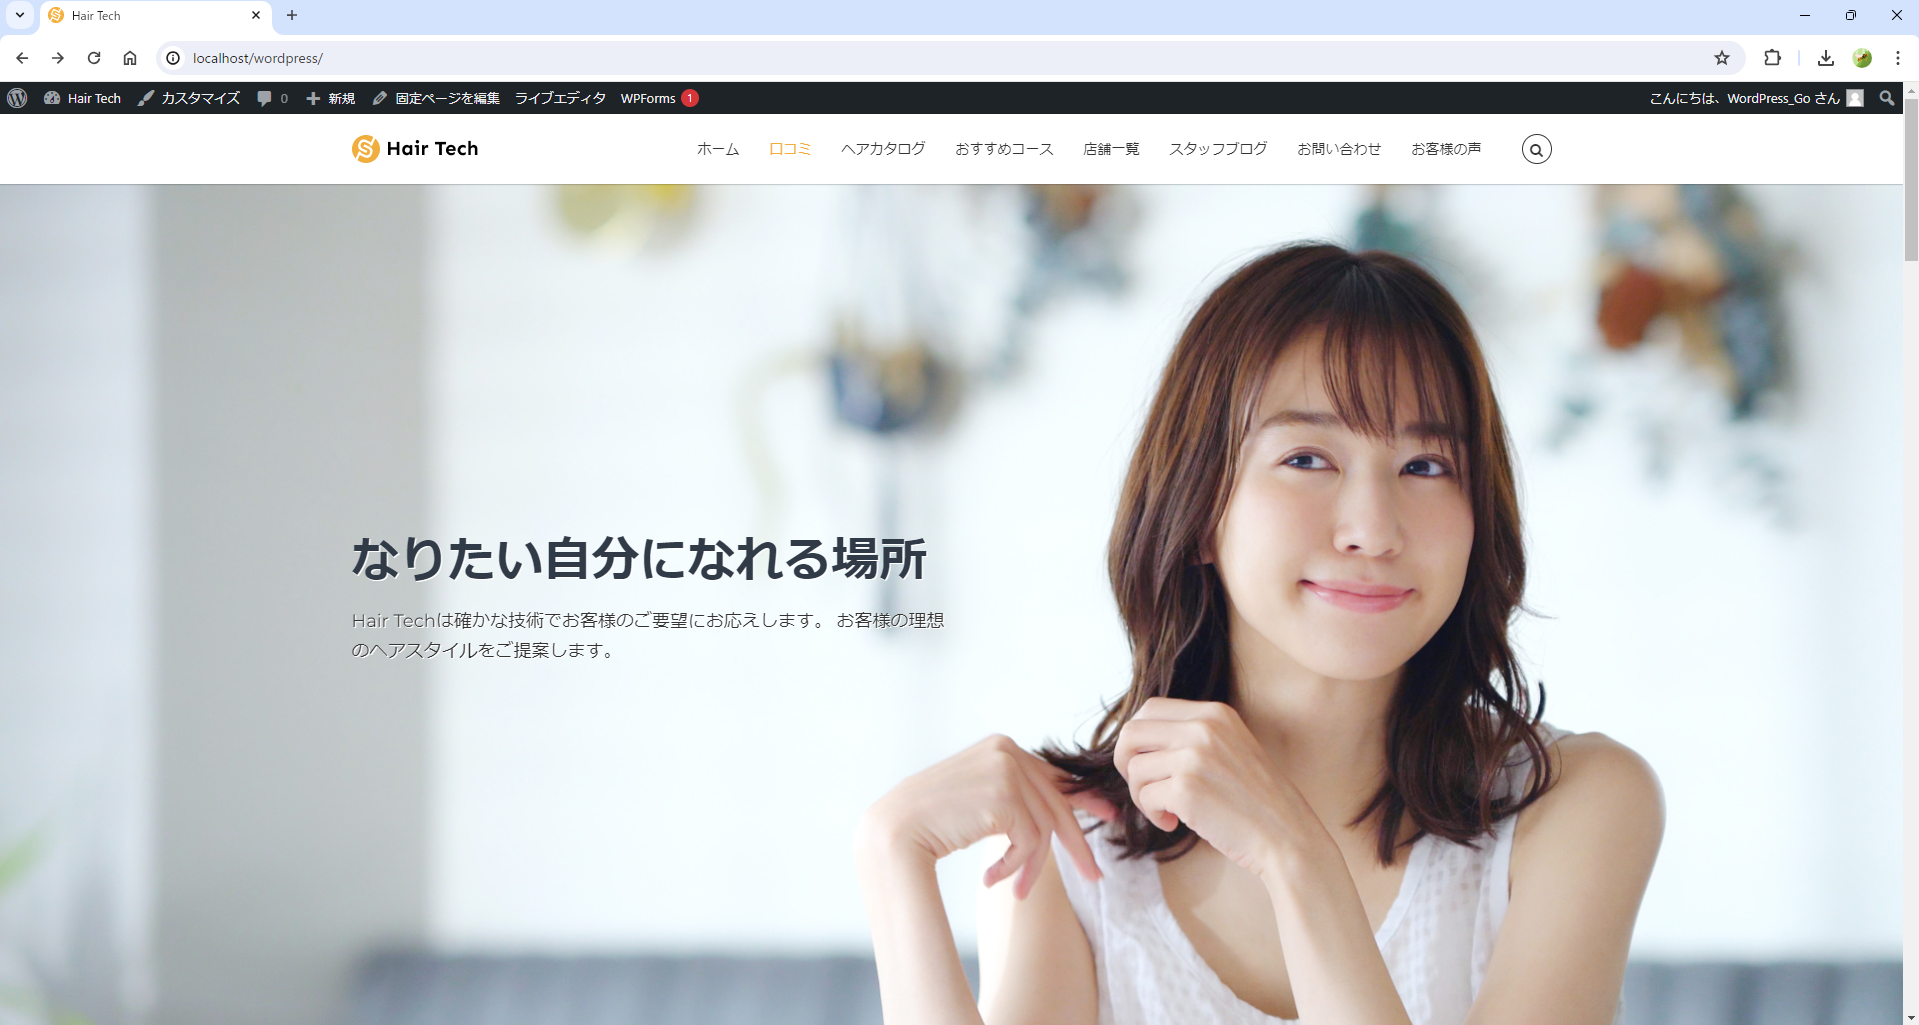 Hair Tech
localhost/wordpress/
Hair Tech カスタマイズ 0 新規 固定ページを編集 ライブエディタ WPForms 1 こんにちは、WordPress_Go さん
Hair Tech ホーム 口コミ ヘアカタログ おすすめコース 店舗一覧 スタッフブログ お問い合わせ お客様の声
なりたい自分になれる場所
Hair Techは確かな技術でお客様のご要望にお応えします。 お客様の理想
のヘアスタイルをご提案します。